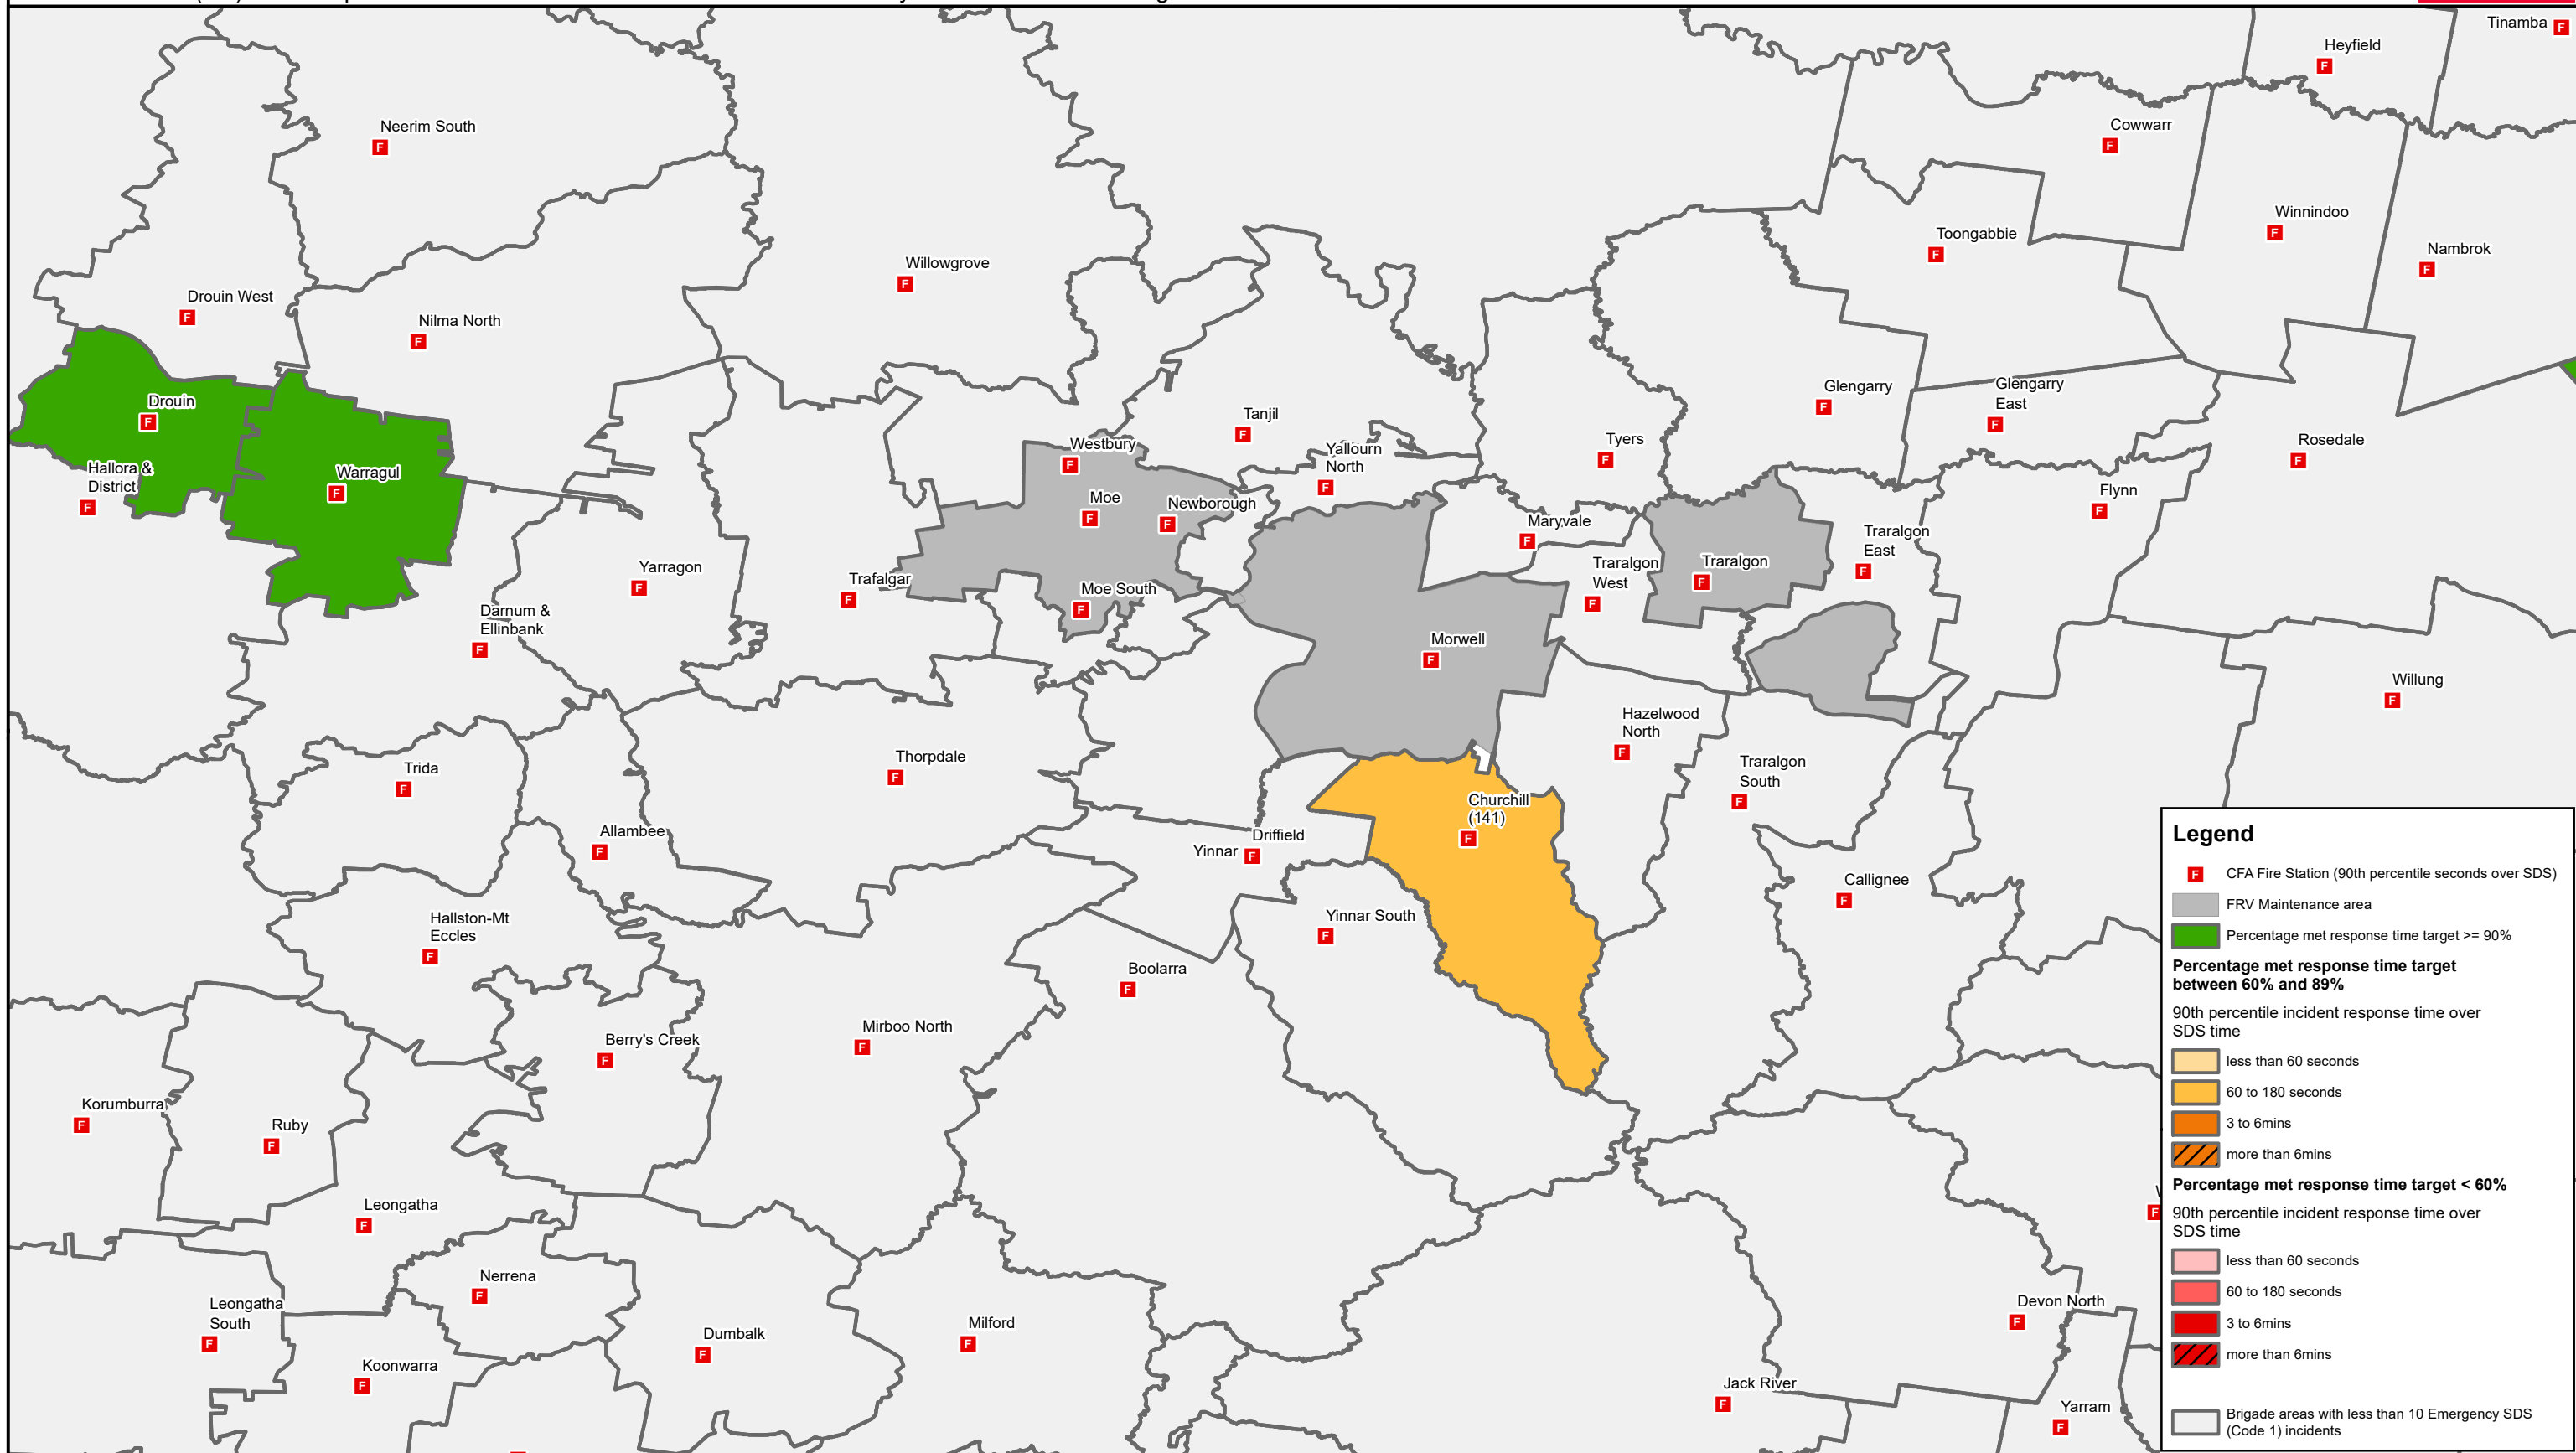 Tinamba
F
Heyfield
F
Neerim South
F
Cowwarr
F
Winnindoo
F
Toongabbie
F
Nambrok
F
Willowgrove
F
Drouin West
F
Nilma North
F
Glengarry
F
Glengarry
East
F
Drouin
F
Tanjil
F
Tyers
F
Rosedale
F
Westbury
F
Yallourn
North
F
Hallora &
District
F
Warragul
F
Moe
F
Newborough
F
Flynn
F
Maryvale
F
Traralgon
East
F
Traralgon
F
Traralgon
West
F
Yarragon
F
Trafalgar
F
Moe South
F
Darnum &
Ellinbank
F
Morwell
F
Willung
F
Hazelwood
North
F
Thorpdale
F
Trida
F
Traralgon
South
F
Churchill
(141)
F
Allambee
F
Driffield
Yinnar
F
Callignee
F
Hallston-Mt
Eccles
F
Yinnar South
F
Boolarra
F
Mirboo North
F
Berry's Creek
F
Korumburra
F
Ruby
F
Leongatha
F
F
Nerrena
F
Leongatha
South
F
Dumbalk
F
Milford
F
Devon North
F
Koonwarra
F
Jack River
F
Yarram
F
Legend
F CFA Fire Station (90th percentile seconds over SDS)
FRV Maintenance area
Percentage met response time target >= 90%
Percentage met response time target
between 60% and 89%
90th percentile incident response time over
SDS time
less than 60 seconds
60 to 180 seconds
3 to 6mins
more than 6mins
Percentage met response time target < 60%
90th percentile incident response time over
SDS time
less than 60 seconds
60 to 180 seconds
3 to 6mins
more than 6mins
Brigade areas with less than 10 Emergency SDS
(Code 1) incidents